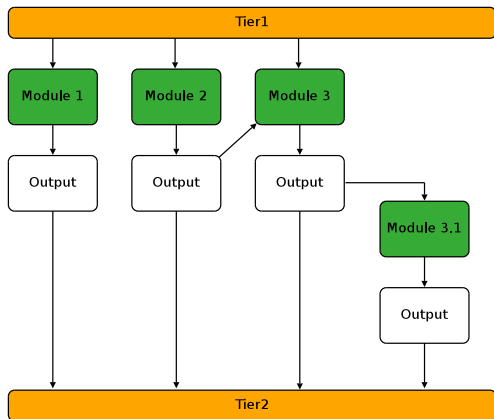 Tier1
Module 1
Module 2
Module 3
Output
Output
Output
Module 3.1
Output
Tier2